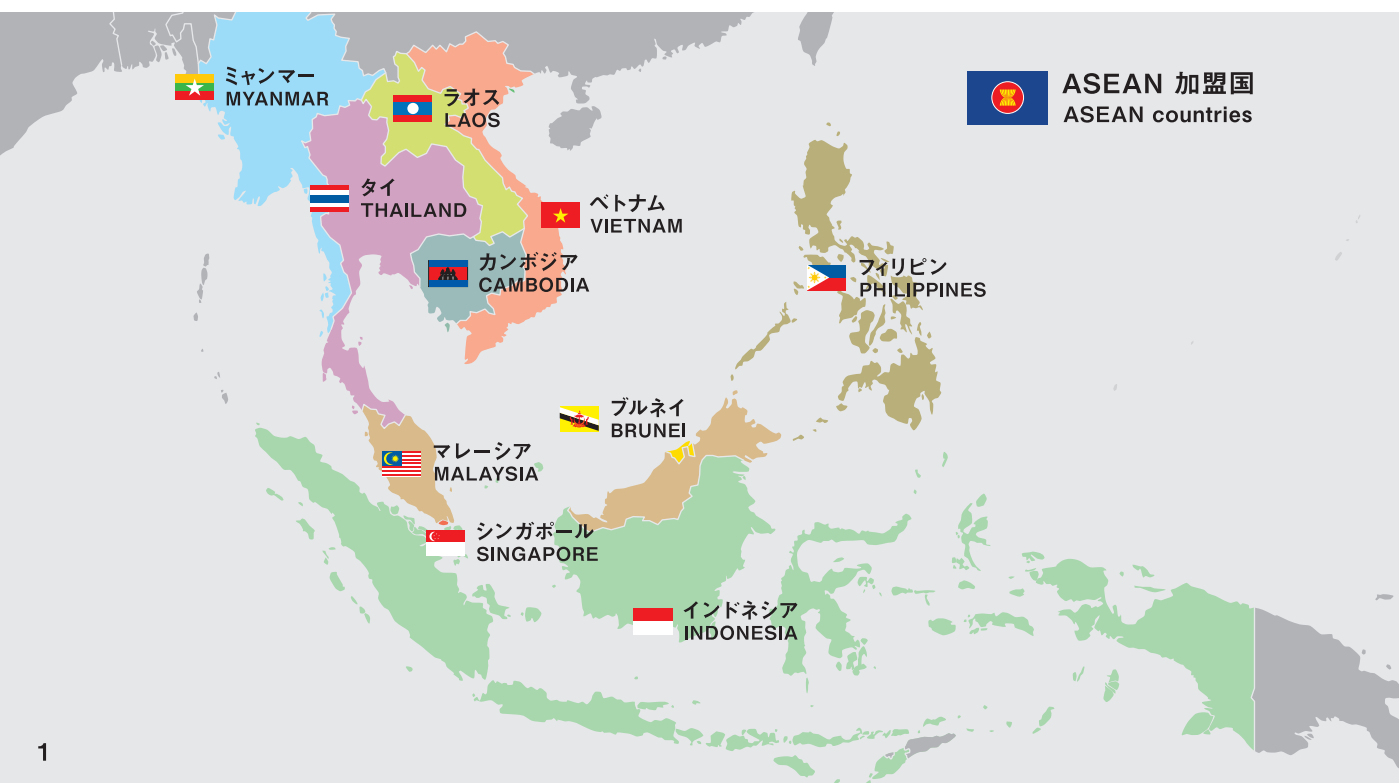 ミャンマー
MYANMAR
ラオス
LAOS
ASEAN 加盟国
ASEAN countries
タイ
THAILAND
ベトナム
VIETNAM
カンボジア
CAMBODIA
フィリピン
PHILIPPINES
ブルネイ
BRUNEI
マレーシア
MALAYSIA
シンガポール
SINGAPORE
インドネシア
INDONESIA
1